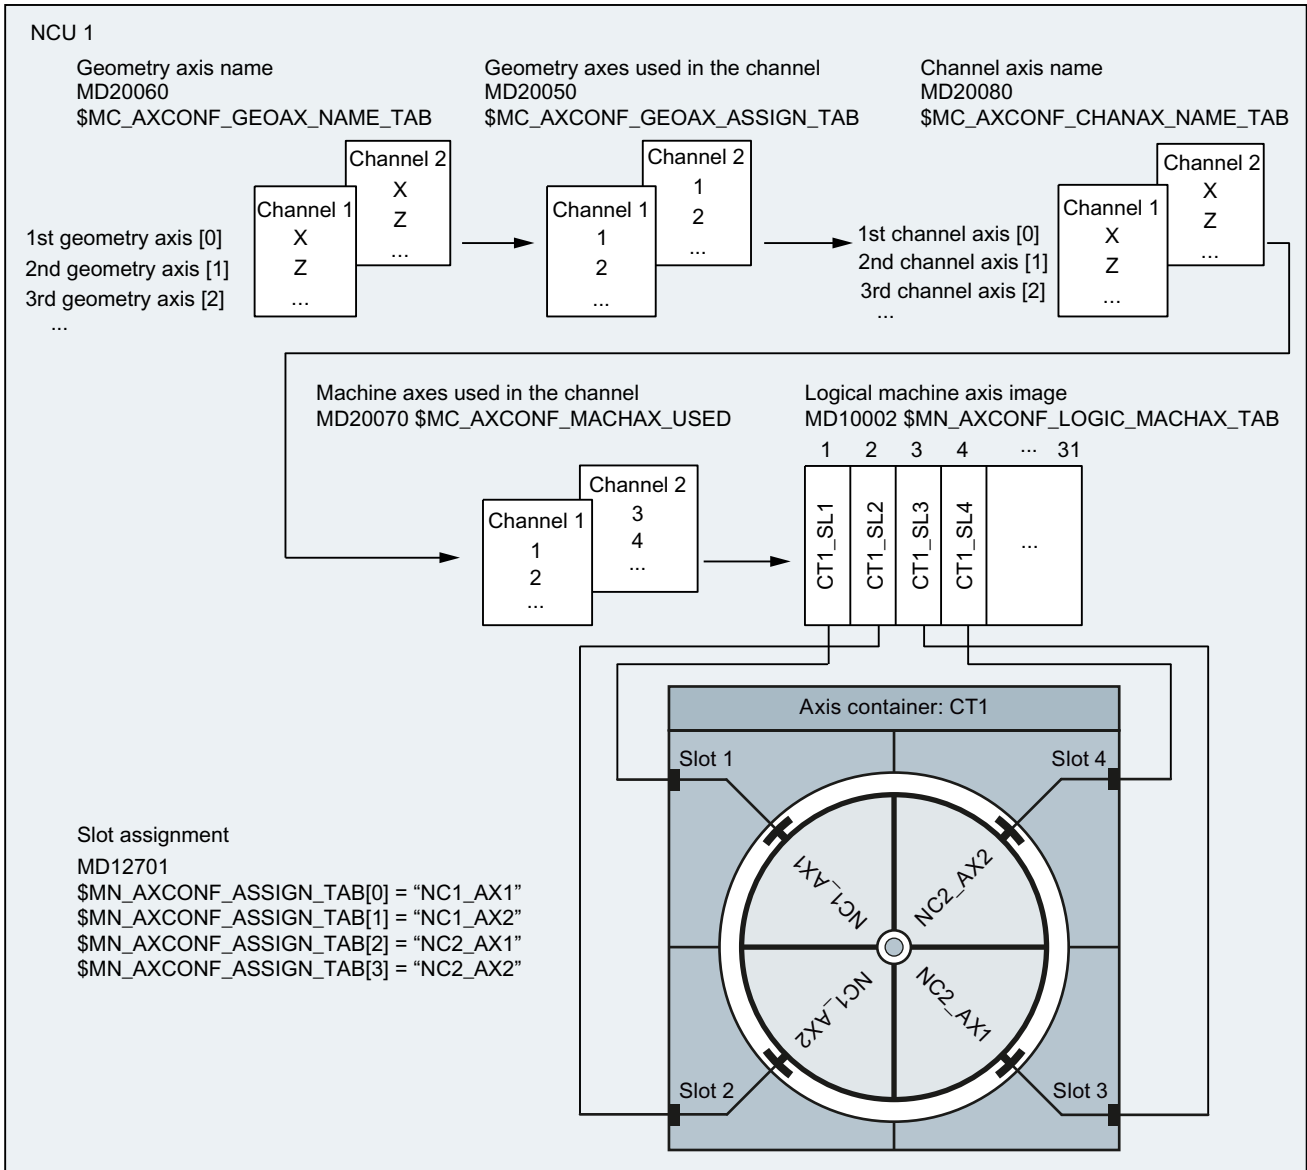 NCU 1
Geometry axis name
MD20060
$MC_AXCONF_GEOAX_NAME_TAB
Geometry axes used in the channel
MD20050
$MC_AXCONF_GEOAX_ASSIGN_TAB
Channel axis name
MD20080
$MC_AXCONF_CHANAX_NAME_TAB
1st geometry axis [0]
2nd geometry axis [1]
3rd geometry axis [2]
...
Channel 1
X
Z
...
Channel 2
X
Z
...
Channel 1
1
2
...
Channel 2
1
2
...
1st channel axis [0]
2nd channel axis [1]
3rd channel axis [2]
...
Channel 1
X
Z
...
Channel 2
X
Z
...
Machine axes used in the channel
MD20070 $MC_AXCONF_MACHAX_USED
Channel 1
1
2
...
Channel 2
3
4
...
Logical machine axis image
MD10002 $MN_AXCONF_LOGIC_MACHAX_TAB
1 2 3 4 ... 31
CT1_SL1
CT1_SL2
CT1_SL3
CT1_SL4
...
Axis container: CT1
Slot 1
Slot 4
NC1_AX1
NC2_AX2
NC1_AX2
NC2_AX1
Slot 2
Slot 3
Slot assignment
MD12701
$MN_AXCONF_ASSIGN_TAB[0] = “NC1_AX1”
$MN_AXCONF_ASSIGN_TAB[1] = “NC1_AX2”
$MN_AXCONF_ASSIGN_TAB[2] = “NC2_AX1”
$MN_AXCONF_ASSIGN_TAB[3] = “NC2_AX2”